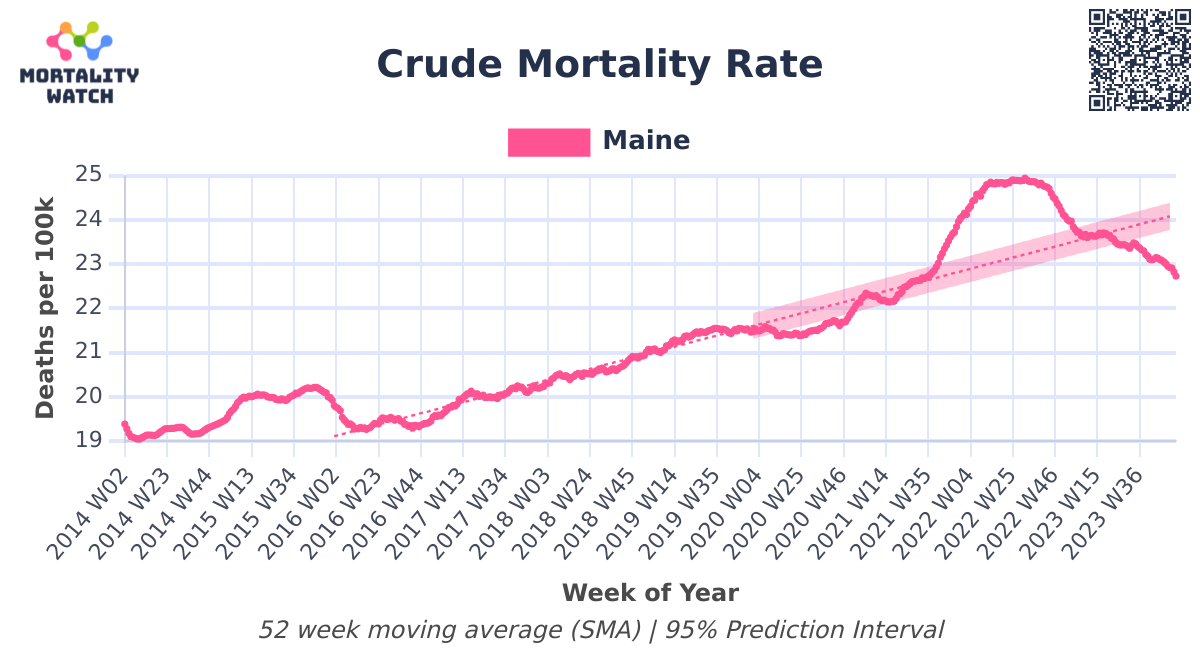 MORTALITY
WATCH
Crude Mortality Rate
Maine
25
24
23
22
21
20
19
Deaths per 100k
2014 W02
2014 W23
2014 W44
2015 W13
2015 W34
2016 W02
2016 W23
2016 W44
2017 W13
2017 W34
2018 W03
2018 W24
2018 W45
2019 W14
2019 W35
2020 W04
2020 W25
2020 W46
2021 W14
2021 W35
2022 W04
2022 W25
2022 W46
2023 W15
2023 W36
Week of Year
52 week moving average (SMA) | 95% Prediction Interval